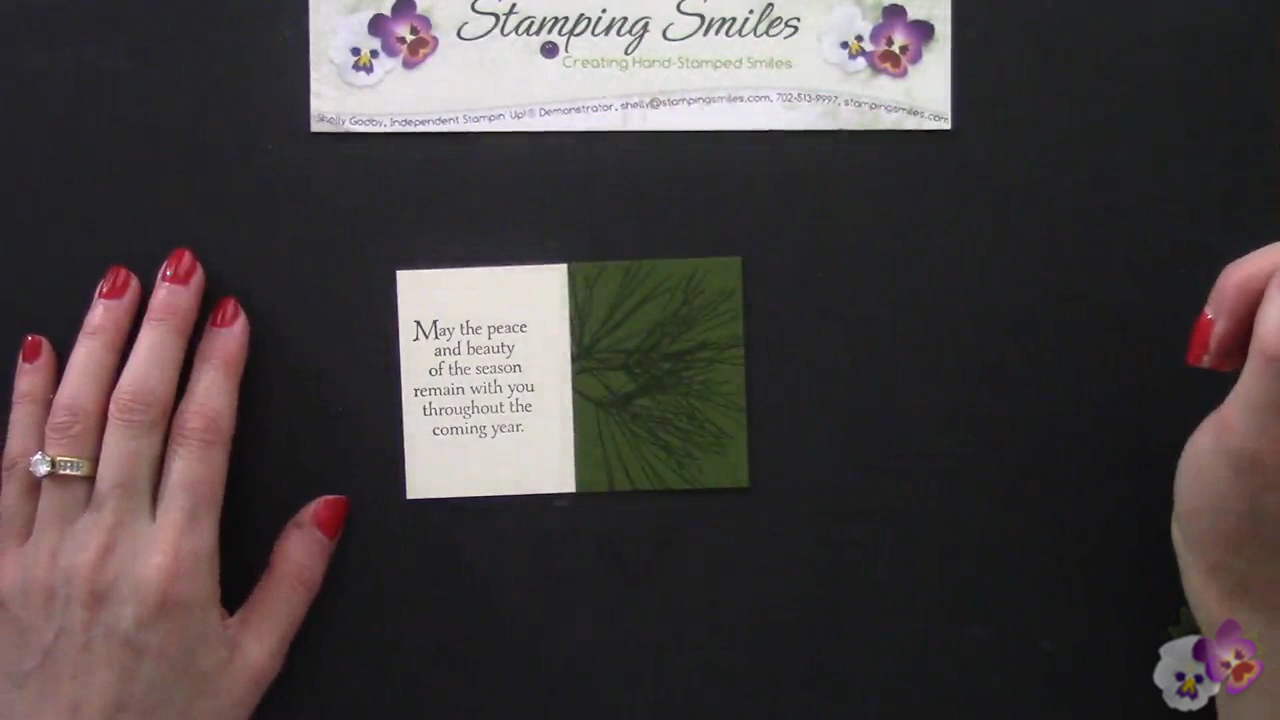 Stamping Smiles
Creating Hand-Stamped Smiles
Shelly Godby, Independent Stampin' Up!® Demonstrator, shelly@stampingsmiles.com, 702-513-9997, stampingsmiles.com
May the peace
and beauty
of the season
remain with you
throughout the
coming year.